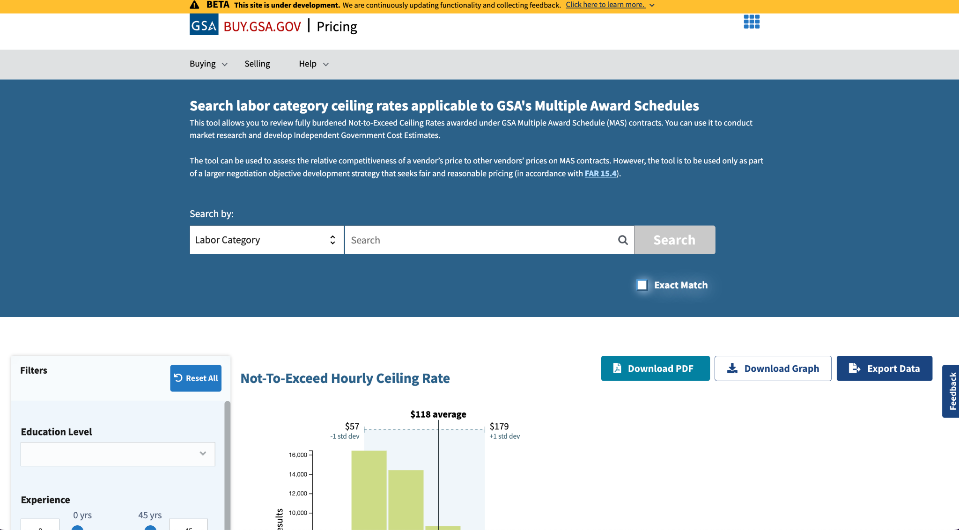 BETA This site is under development. We are continuously updating functionality and collecting feedback. Click here to learn more.
GSA BUY.GSA.GOV | Pricing
Buying Selling Help
Search labor category ceiling rates applicable to GSA's Multiple Award Schedules
This tool allows you to review fully burdened Not-to-Exceed Ceiling Rates awarded under GSA Multiple Award Schedule (MAS) contracts. You can use it to conduct
market research and develop Independent Government Cost Estimates.
The tool can be used to assess the relative competitiveness of a vendor's price to other vendors' prices on MAS contracts. However, the tool is to be used only as part
of a larger negotiation objective development strategy that seeks fair and reasonable pricing (in accordance with FAR 15.4).
Search by:
Labor Category Search Search
Exact Match
Filters
Reset All
Education Level
Experience
0 yrs 45 yrs
Download PDF Download Graph Export Data
Not-To-Exceed Hourly Ceiling Rate
$118 average
$57 $179
-1 std dev +1 std dev
16,000
14,000
12,000
10,000
Feedback